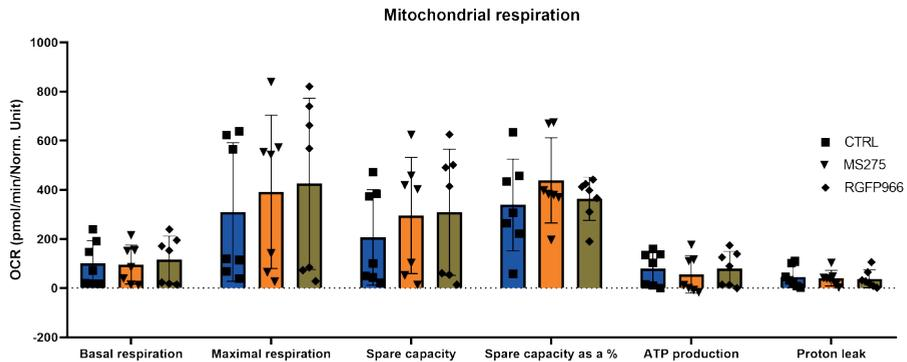 Mitochondrial respiration
OCR (pmol/min/Norm. Unit)
1000
800
600
400
200
0
-200
CTRL
MS275
RGFP966
Basal respiration
Maximal respiration
Spare capacity
Spare capacity as a %
ATP production
Proton leak